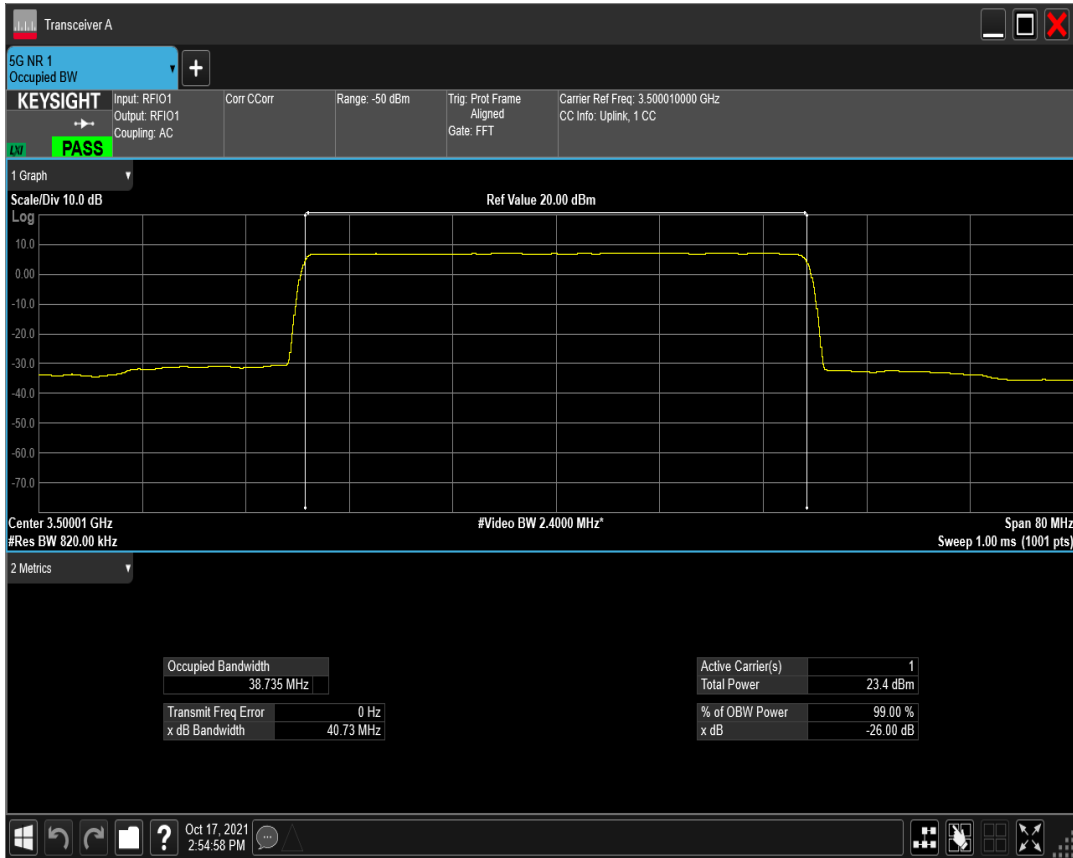 Transceiver A
5G NR 1
Occupied BW
KEYSIGHT
Input: RFIO1
Output: RFIO1
Coupling: AC
Corr CCorr
Range: -50 dBm
Trig: Prot Frame
Aligned
Gate: FFT
Carrier Ref Freq: 3.500010000 GHz
CC Info: Uplink, 1 CC
LXI
PASS
1 Graph
Scale/Div 10.0 dB
Ref Value 20.00 dBm
Log
10.0
0.00
-10.0
-20.0
-30.0
-40.0
-50.0
-60.0
-70.0
Center 3.50001 GHz
#Video BW 2.4000 MHz*
Span 80 MHz
#Res BW 820.00 kHz
Sweep 1.00 ms (1001 pts)
2 Metrics
Occupied Bandwidth
38.735 MHz
Transmit Freq Error 0 Hz
x dB Bandwidth 40.73 MHz
Active Carrier(s) 1
Total Power 23.4 dBm
% of OBW Power 99.00 %
x dB -26.00 dB
?
Oct 17, 2021
2:54:58 PM